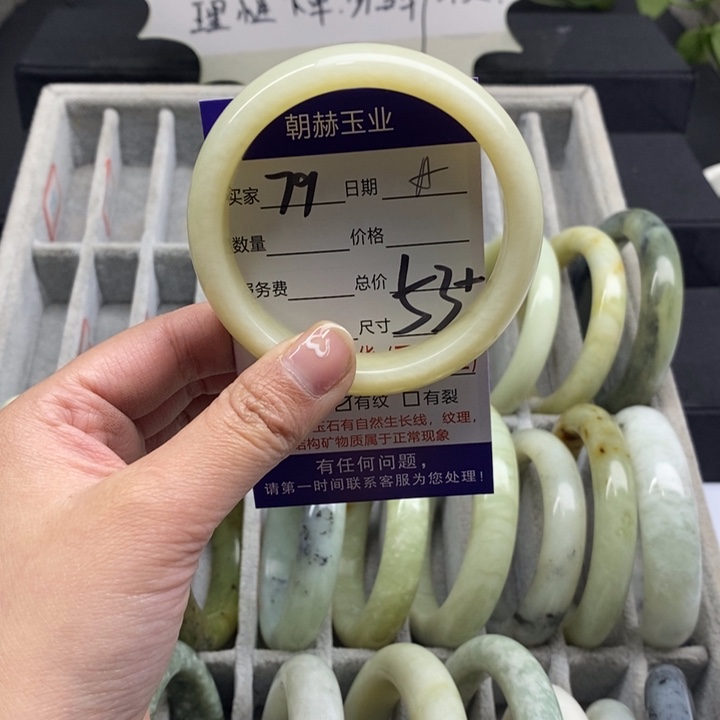 朝赫玉业
买家 79 日期 A
数量 价格
务费 总价
尺寸 53+
☑有纹 □有裂
玉石有自然生长线,纹理,
结构矿物质属于正常现象
有任何问题,
请第一时间联系客服为您处理!